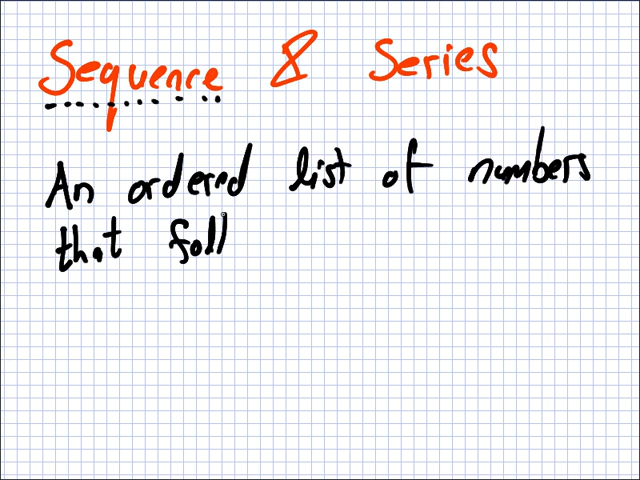 Sequence & Series
An ordered list of numbers
that foll